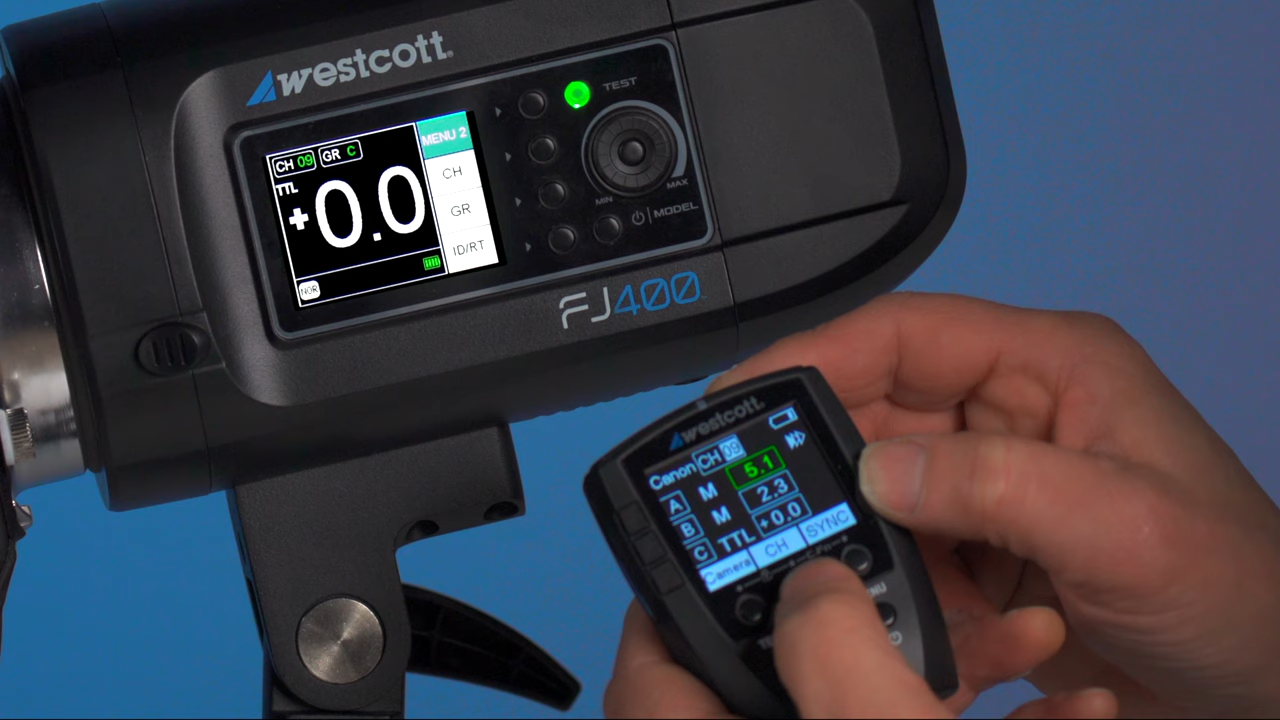 Westcott®
TEST
MENU 2
CH 09 GR C
CH
TTL
+0.0
GR
ID/RT
NOR
MIN
MAX
MODEL
FJ400
Westcott
Canon CH 09
A M 5.1
B M 2.3
C TTL +0.0
Camera CH SYNC